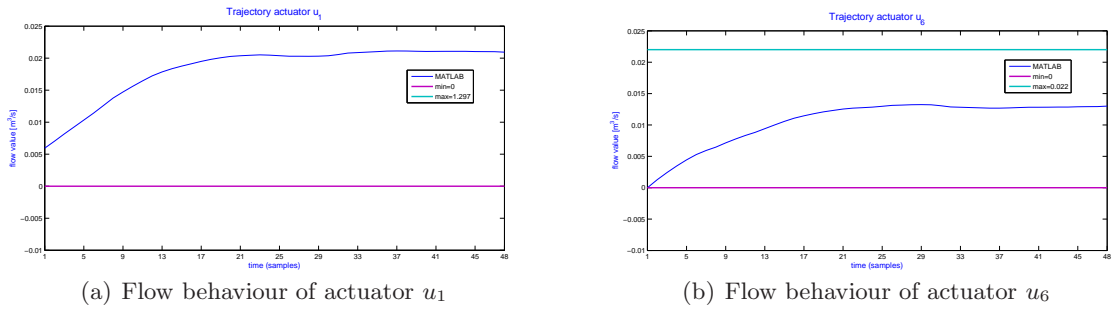 Trajectory actuator u₁
0.025
0.02
0.015
0.01
0.005
0
−0.005
−0.01
flow value [m³/s]
MATLAB
min=0
max=1.297
1 5 9 13 17 21 25 29 33 37 41 45 48
time (samples)
(a) Flow behaviour of actuator u₁
Trajectory actuator u₆
0.025
0.02
0.015
0.01
0.005
0
−0.005
−0.01
flow value [m³/s]
MATLAB
min=0
max=0.022
1 5 9 13 17 21 25 29 33 37 41 45 48
time (samples)
(b) Flow behaviour of actuator u₆